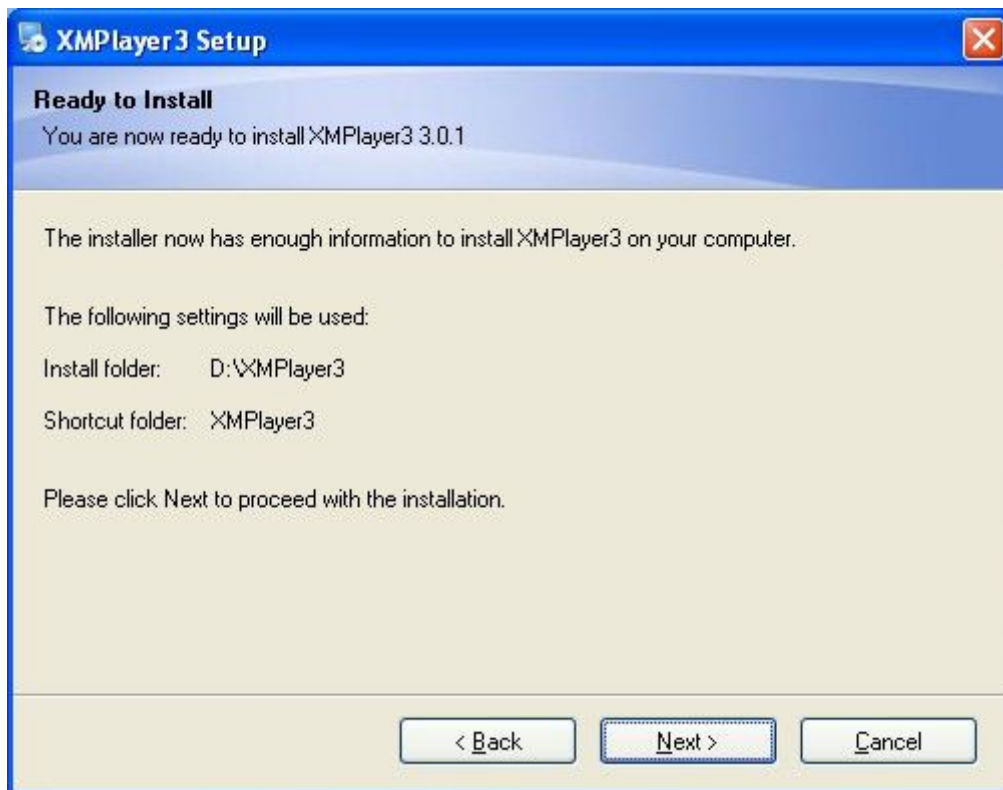 XMPlayer3 Setup
Ready to Install
You are now ready to install XMPlayer3 3.0.1
The installer now has enough information to install XMPlayer3 on your computer.
The following settings will be used:
Install folder: D:\XMPlayer3
Shortcut folder: XMPlayer3
Please click Next to proceed with the installation.
< Back Next > Cancel